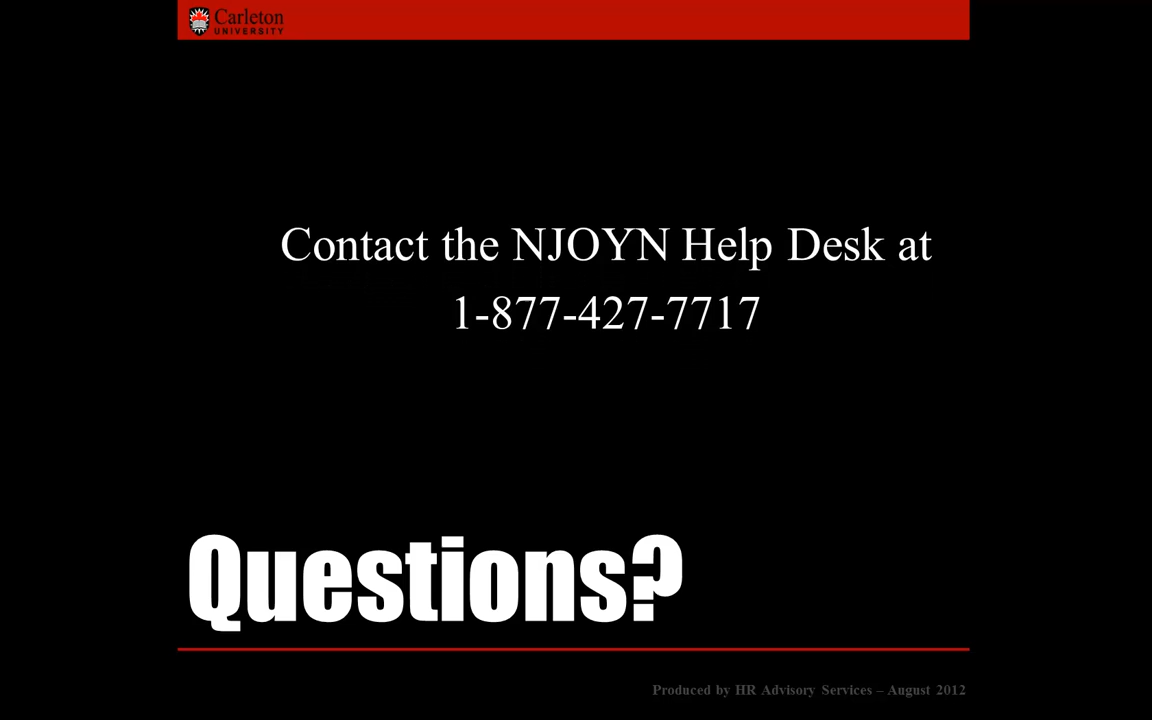 Carleton
UNIVERSITY
Contact the NJOYN Help Desk at
1-877-427-7717
Questions?
Produced by HR Advisory Services – August 2012